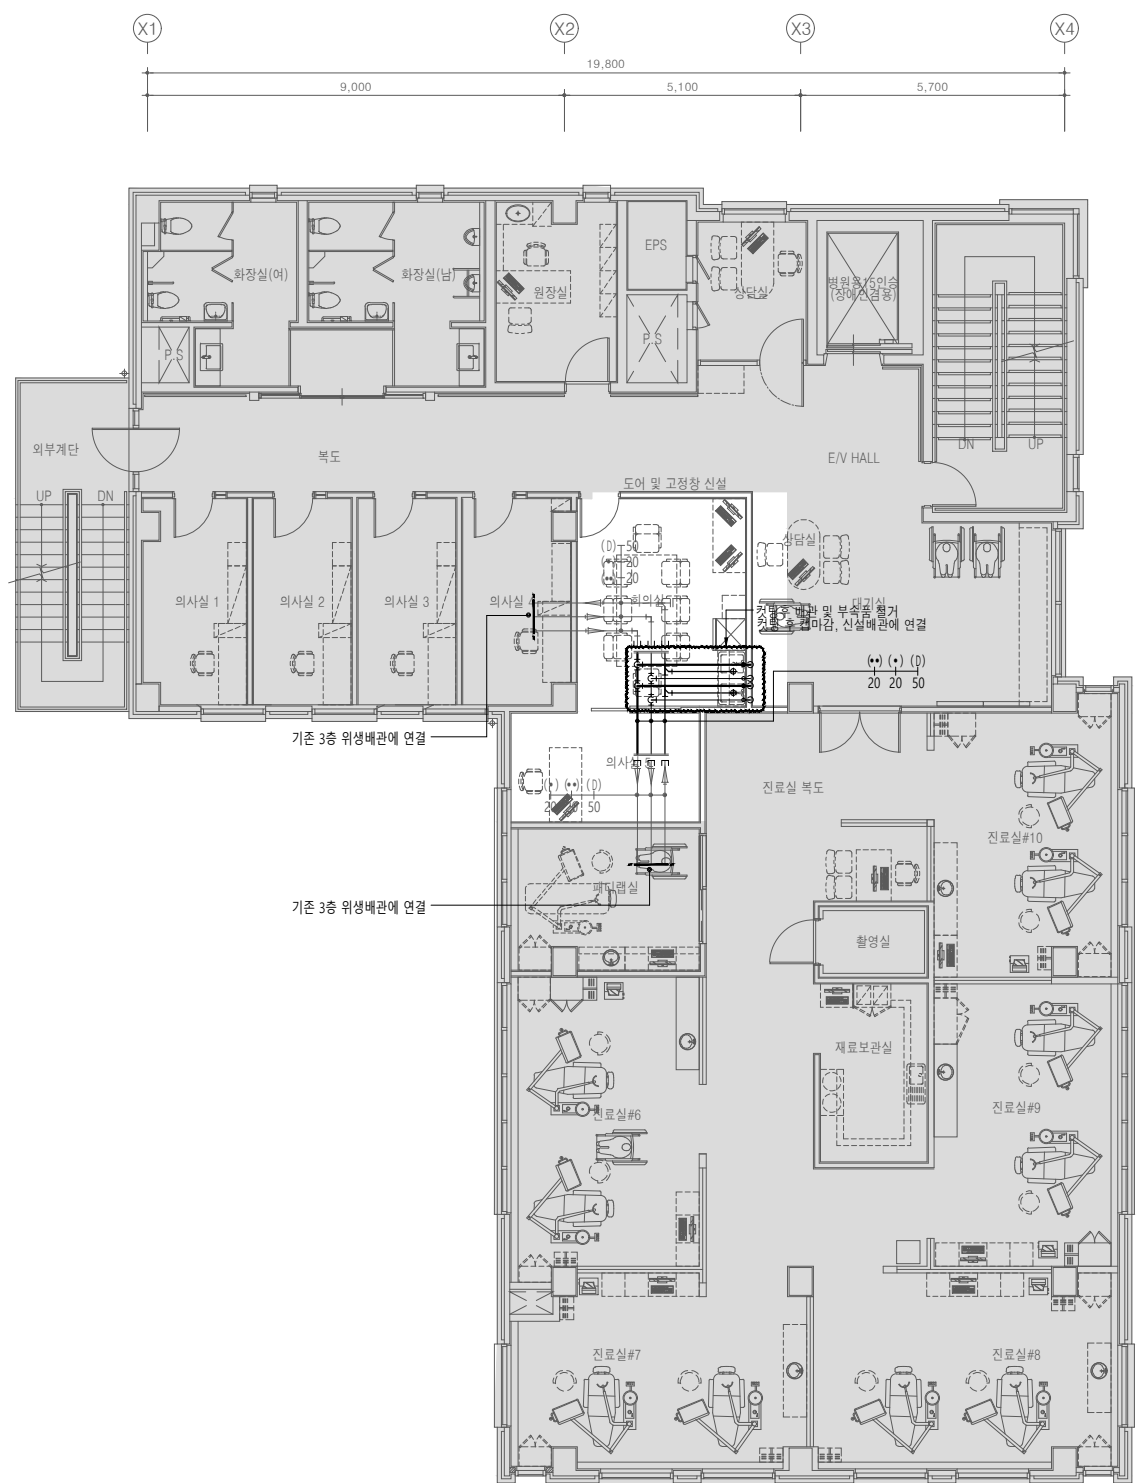 X1
X2
X3
X4
19,800
9,000
5,100
5,700
EPS
화장실(여)
화장실(남)
원장실
상담실
병원용15인승
(장애인겸용)
P.S
P.S
외부계단
복도
E/V HALL
DN
UP
UP
DN
도어 및 고정창 신설
(D) 50
20
20
상담실
의사실 1
의사실 2
의사실 3
의사실 4
회의실
대기실
컷팅후 배관 및 부속품 철거
컷팅 후 캡마감, 신설배관에 연결
(••) (•) (D)
20 20 50
기존 3층 위생배관에 연결
의사실
(•) (••) (D)
20 50
진료실 복도
진료실#10
패디랩실
기존 3층 위생배관에 연결
촬영실
재료보관실
진료실#6
진료실#9
진료실#7
진료실#8